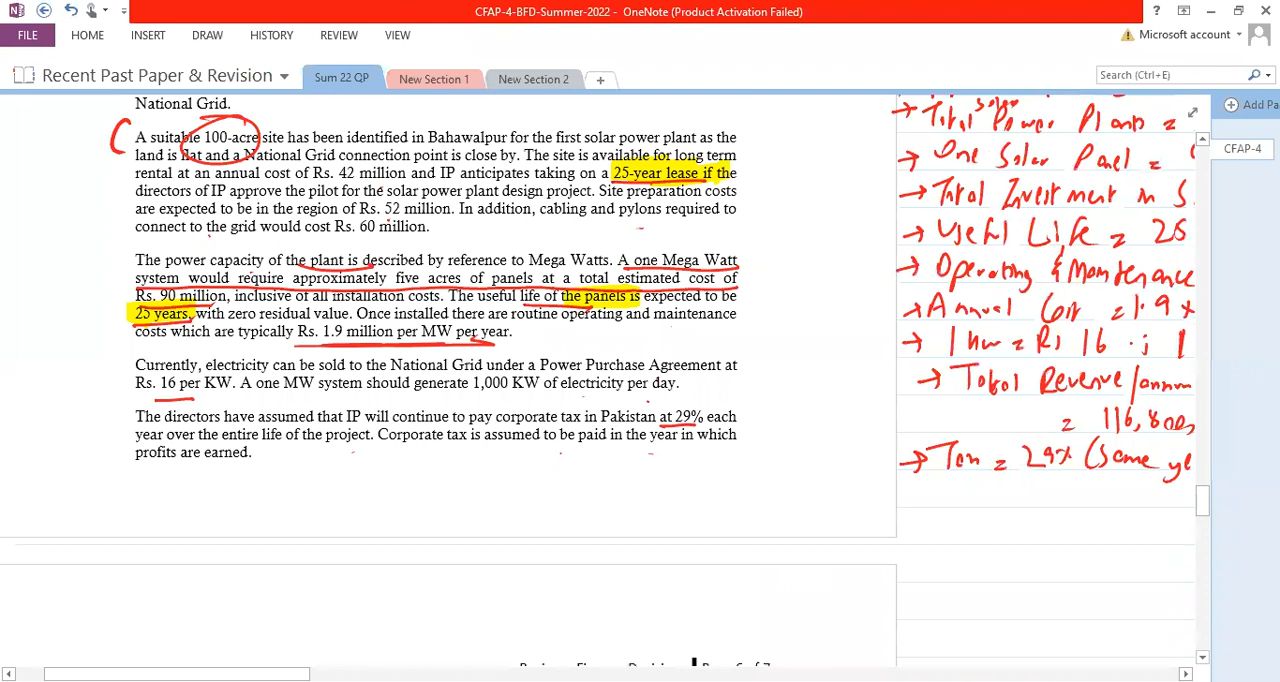 CFAP-4-BFD-Summer-2022 - OneNote (Product Activation Failed)
FILE HOME INSERT DRAW HISTORY REVIEW VIEW Microsoft account
Recent Past Paper & Revision Sum 22 QP New Section 1 New Section 2 + Search (Ctrl+E)
Add Pa
CFAP-4
National Grid.
A suitable 100-acre site has been identified in Bahawalpur for the first solar power plant as the
land is flat and a National Grid connection point is close by. The site is available for long term
rental at an annual cost of Rs. 42 million and IP anticipates taking on a 25-year lease if the
directors of IP approve the pilot for the solar power plant design project. Site preparation costs
are expected to be in the region of Rs. 52 million. In addition, cabling and pylons required to
connect to the grid would cost Rs. 60 million.
The power capacity of the plant is described by reference to Mega Watts. A one Mega Watt
system would require approximately five acres of panels at a total estimated cost of
Rs. 90 million, inclusive of all installation costs. The useful life of the panels is expected to be
25 years, with zero residual value. Once installed there are routine operating and maintenance
costs which are typically Rs. 1.9 million per MW per year.
Currently, electricity can be sold to the National Grid under a Power Purchase Agreement at
Rs. 16 per KW. A one MW system should generate 1,000 KW of electricity per day.
The directors have assumed that IP will continue to pay corporate tax in Pakistan at 29% each
year over the entire life of the project. Corporate tax is assumed to be paid in the year in which
profits are earned.
→ Total solar Power Plants =
→ One Solar Panel =
→ Total Investment in S
→ Useful Life = 25
→ Operating & Maintenance
→ Annual Cost = 1.9 x
→ 1 kw = Rs 16
→ Total Revenue/annum
= 116,800,
→ Tax = 29% (Same ye